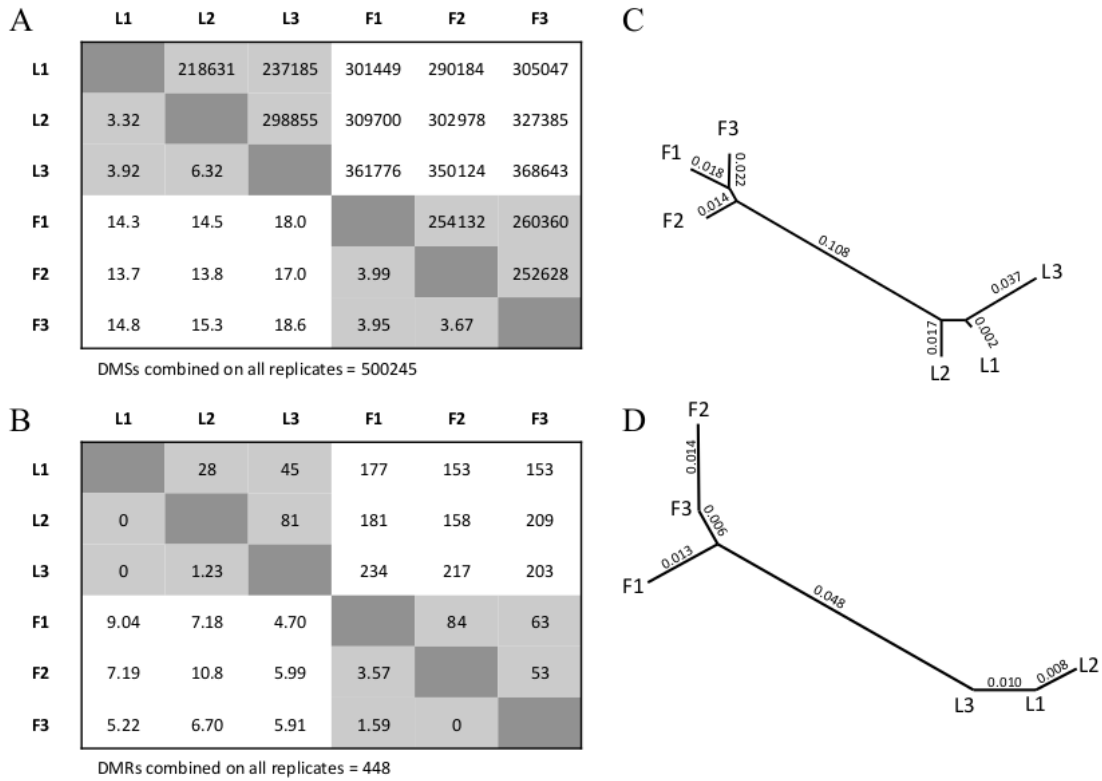 A
L1 L2 L3 F1 F2 F3
L1 218631 237185 301449 290184 305047
L2 3.32 298855 309700 302978 327385
L3 3.92 6.32 361776 350124 368643
F1 14.3 14.5 18.0 254132 260360
F2 13.7 13.8 17.0 3.99 252628
F3 14.8 15.3 18.6 3.95 3.67
DMSs combined on all replicates = 500245
B
L1 L2 L3 F1 F2 F3
L1 28 45 177 153 153
L2 0 81 181 158 209
L3 0 1.23 234 217 203
F1 9.04 7.18 4.70 84 63
F2 7.19 10.8 5.99 3.57 53
F3 5.22 6.70 5.91 1.59 0
DMRs combined on all replicates = 448
C
F3
F1 0.018 0.022
F2 0.014
0.108
0.037 L3
0.017 0.002
L2 L1
D
F2
0.014
F3 0.006
F1 0.013
0.048
L3 0.010 L1 0.008 L2